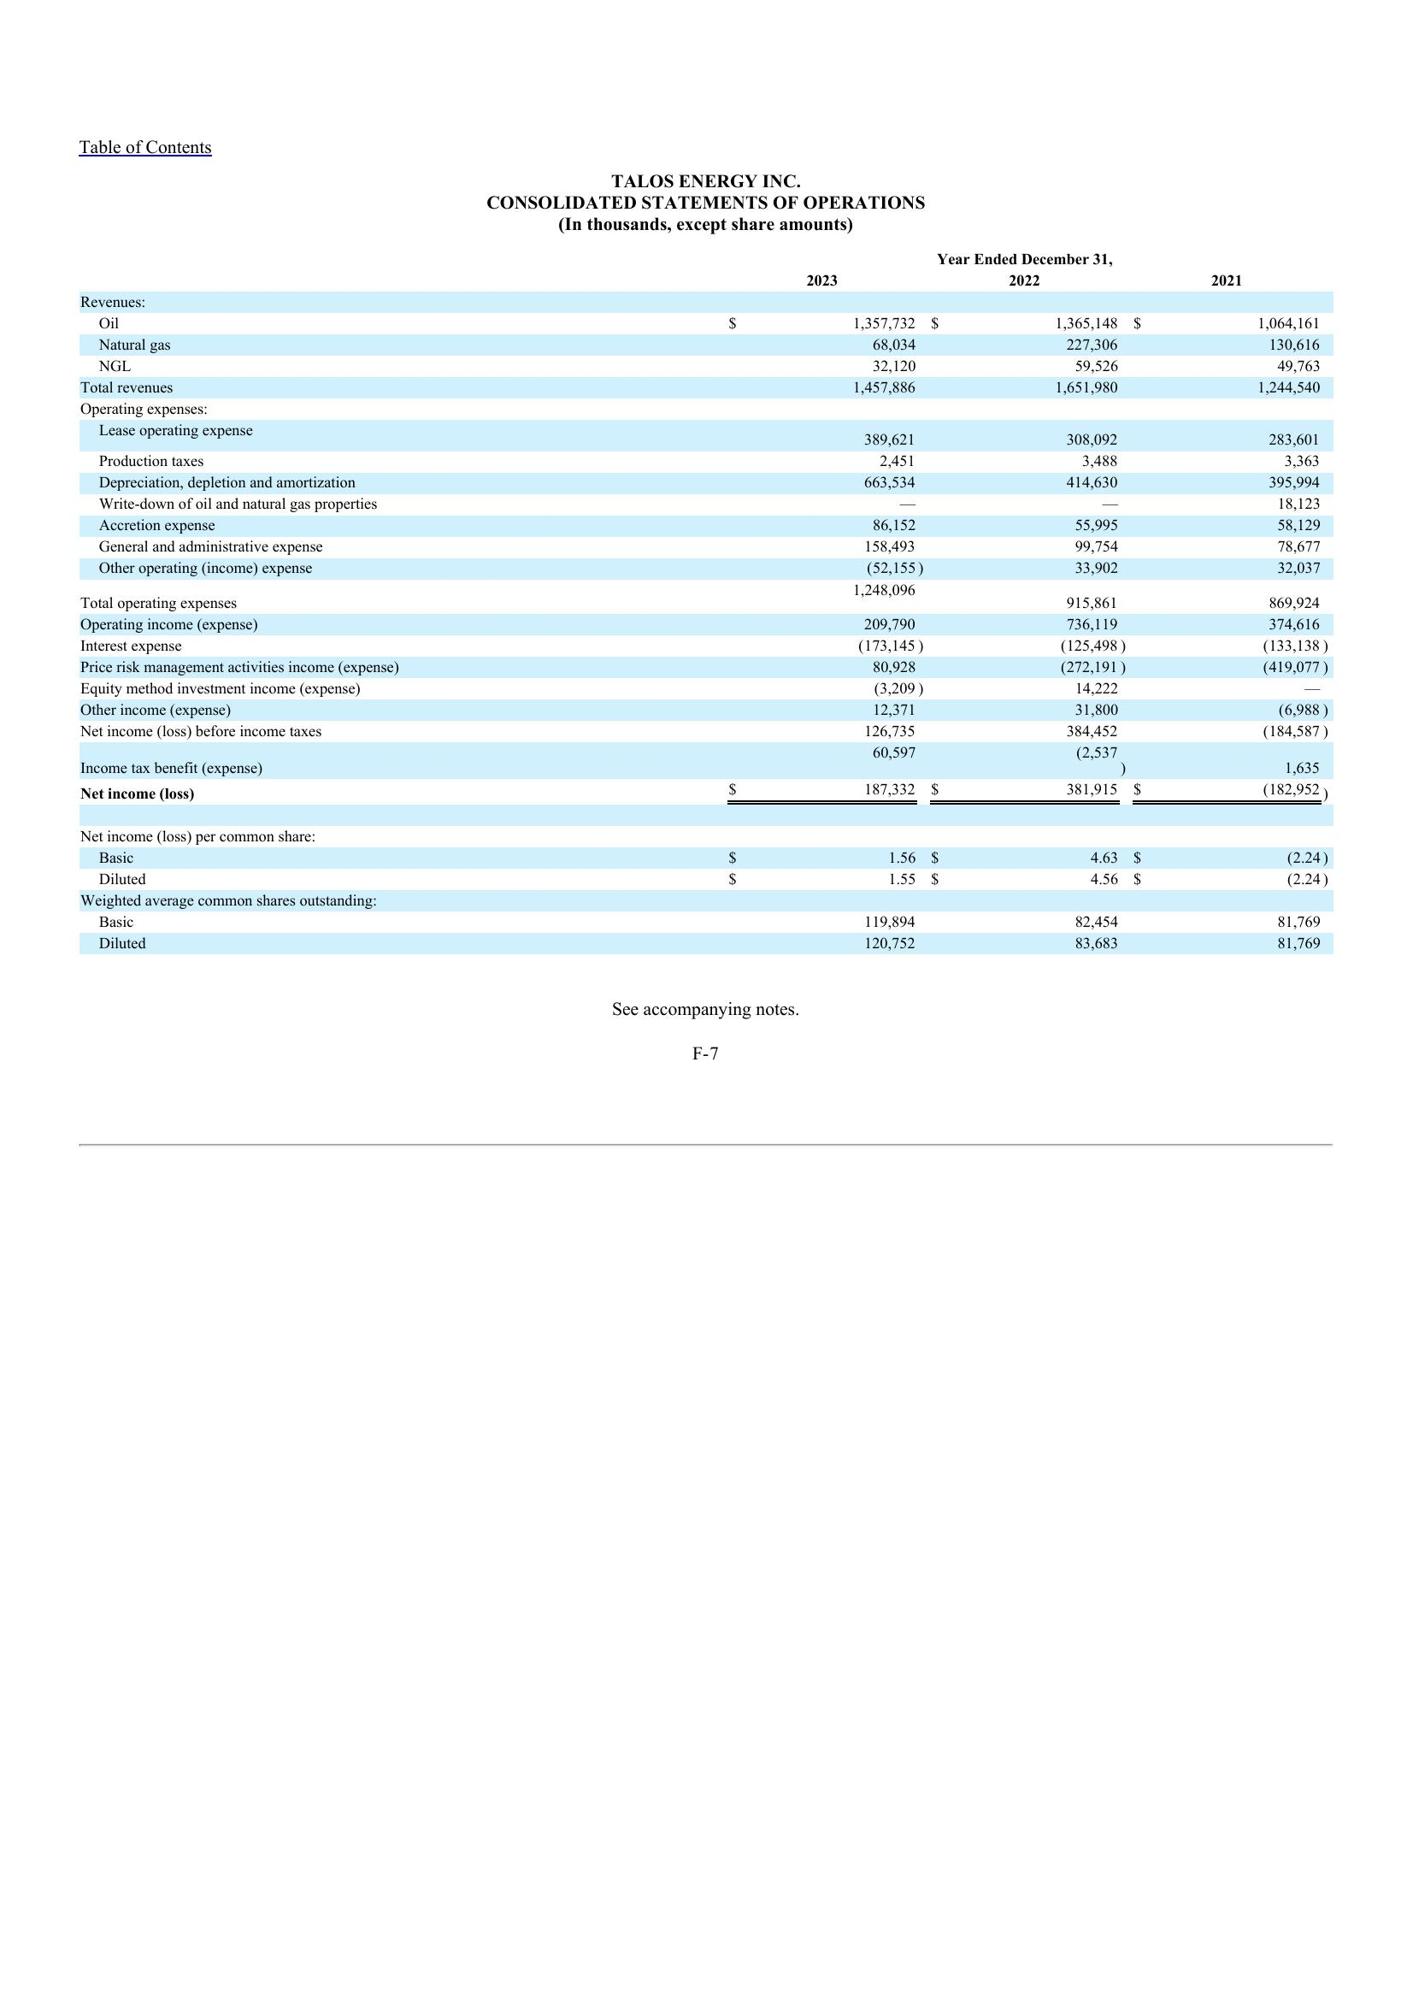 Table of Contents
TALOS ENERGY INC.
CONSOLIDATED STATEMENTS OF OPERATIONS
(In thousands, except share amounts)
Year Ended December 31,
2023 2022 2021
Revenues:
Oil $ 1,357,732 $ 1,365,148 $ 1,064,161
Natural gas 68,034 227,306 130,616
NGL 32,120 59,526 49,763
Total revenues 1,457,886 1,651,980 1,244,540
Operating expenses:
Lease operating expense 389,621 308,092 283,601
Production taxes 2,451 3,488 3,363
Depreciation, depletion and amortization 663,534 414,630 395,994
Write-down of oil and natural gas properties — — 18,123
Accretion expense 86,152 55,995 58,129
General and administrative expense 158,493 99,754 78,677
Other operating (income) expense (52,155 ) 33,902 32,037
Total operating expenses 1,248,096 915,861 869,924
Operating income (expense) 209,790 736,119 374,616
Interest expense (173,145 ) (125,498 ) (133,138 )
Price risk management activities income (expense) 80,928 (272,191 ) (419,077 )
Equity method investment income (expense) (3,209 ) 14,222 —
Other income (expense) 12,371 31,800 (6,988 )
Net income (loss) before income taxes 126,735 384,452 (184,587 )
Income tax benefit (expense) 60,597 (2,537 ) 1,635
Net income (loss) $ 187,332 $ 381,915 $ (182,952 )
Net income (loss) per common share:
Basic $ 1.56 $ 4.63 $ (2.24 )
Diluted $ 1.55 $ 4.56 $ (2.24 )
Weighted average common shares outstanding:
Basic 119,894 82,454 81,769
Diluted 120,752 83,683 81,769
See accompanying notes.
F-7